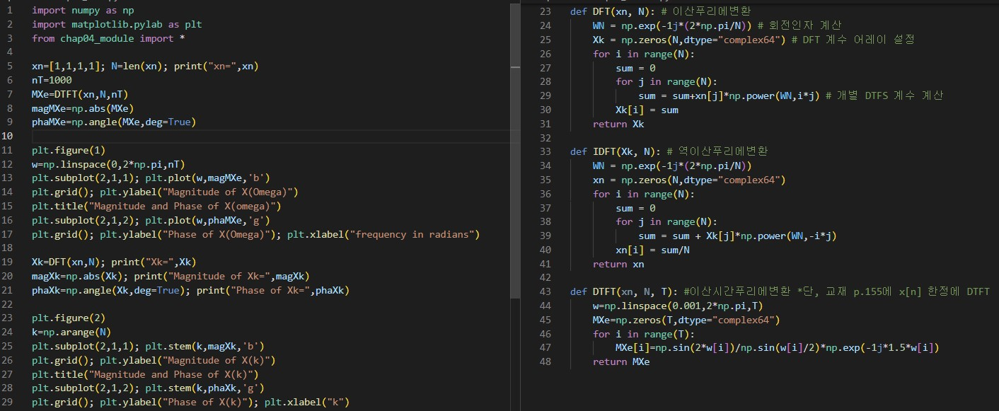 1 import numpy as np
2 import matplotlib.pylab as plt
3 from chap04_module import *
4
5 xn=[1,1,1,1]; N=len(xn); print("xn=",xn)
6 nT=1000
7 MXe=DTFT(xn,N,nT)
8 magMXe=np.abs(MXe)
9 phaMXe=np.angle(MXe,deg=True)
10
11 plt.figure(1)
12 w=np.linspace(0,2*np.pi,nT)
13 plt.subplot(2,1,1); plt.plot(w,magMXe,'b')
14 plt.grid(); plt.ylabel("Magnitude of X(Omega)")
15 plt.title("Magnitude and Phase of X(omega)")
16 plt.subplot(2,1,2); plt.plot(w,phaMXe,'g')
17 plt.grid(); plt.ylabel("Phase of X(Omega)"); plt.xlabel("frequency in radians")
18
19 Xk=DFT(xn,N); print("Xk=",Xk)
20 magXk=np.abs(Xk); print("Magnitude of Xk=",magXk)
21 phaXk=np.angle(Xk,deg=True); print("Phase of Xk=",phaXk)
22
23 plt.figure(2)
24 k=np.arange(N)
25 plt.subplot(2,1,1); plt.stem(k,magXk,'b')
26 plt.grid(); plt.ylabel("Magnitude of X(k)")
27 plt.title("Magnitude and Phase of X(k)")
28 plt.subplot(2,1,2); plt.stem(k,phaXk,'g')
29 plt.grid(); plt.ylabel("Phase of X(k)"); plt.xlabel("k")
23 def DFT(xn, N): # 이산푸리에변환
24     WN = np.exp(-1j*(2*np.pi/N)) # 회전인자 계산
25     Xk = np.zeros(N,dtype="complex64") # DFT 계수 어레이 설정
26     for i in range(N):
27         sum = 0
28         for j in range(N):
29             sum = sum+xn[j]*np.power(WN,i*j) # 개별 DTFS 계수 계산
30         Xk[i] = sum
31     return Xk
32
33 def IDFT(Xk, N): # 역이산푸리에변환
34     WN = np.exp(-1j*(2*np.pi/N))
35     xn = np.zeros(N,dtype="complex64")
36     for i in range(N):
37         sum = 0
38         for j in range(N):
39             sum = sum + Xk[j]*np.power(WN,-i*j)
40         xn[i] = sum/N
41     return xn
42
43 def DTFT(xn, N, T): #이산시간푸리에변환 *단, 교재 p.155에 x[n] 한정에 DTFT
44     w=np.linspace(0.001,2*np.pi,T)
45     MXe=np.zeros(T,dtype="complex64")
46     for i in range(T):
47         MXe[i]=np.sin(2*w[i])/np.sin(w[i]/2)*np.exp(-1j*1.5*w[i])
48     return MXe